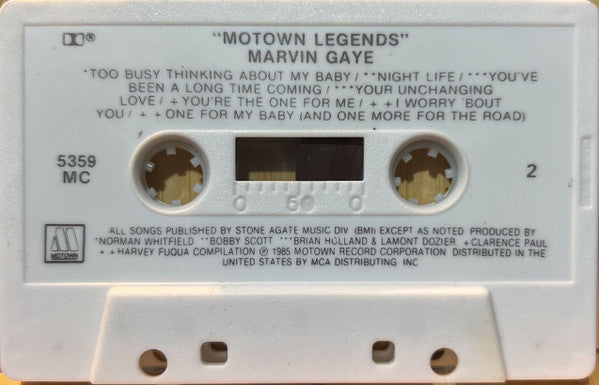 "MOTOWN LEGENDS"
MARVIN GAYE
*TOO BUSY THINKING ABOUT MY BABY / **NIGHT LIFE / ***YOU'VE
BEEN A LONG TIME COMING / ***YOUR UNCHANGING
LOVE / +YOU'RE THE ONE FOR ME / + +I WORRY 'BOUT
YOU / + +ONE FOR MY BABY (AND ONE MORE FOR THE ROAD)
5359
MC
2
0 50 0
ALL SONGS PUBLISHED BY STONE AGATE MUSIC DIV. (BMI) EXCEPT AS NOTED. PRODUCED BY
*NORMAN WHITFIELD **BOBBY SCOTT ***BRIAN HOLLAND & LAMONT DOZIER +CLARENCE PAUL
+ +HARVEY FUQUA COMPILATION ℗ 1985 MOTOWN RECORD CORPORATION. DISTRIBUTED IN THE
UNITED STATES BY MCA DISTRIBUTING, INC
M
MOTOWN